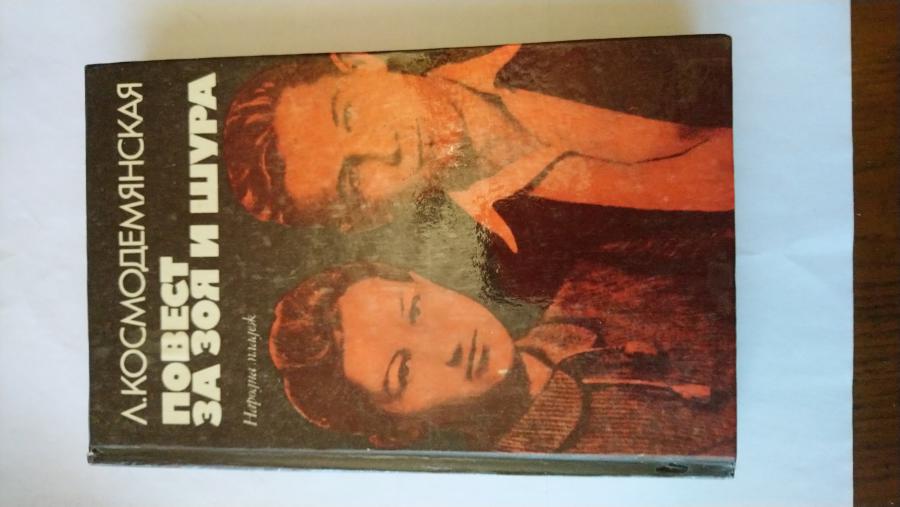 Л.КОСМОДЕМЯНСКАЯ
ПОВЕСТ
ЗА ЗОЯ И ШУРА
Народна младеж